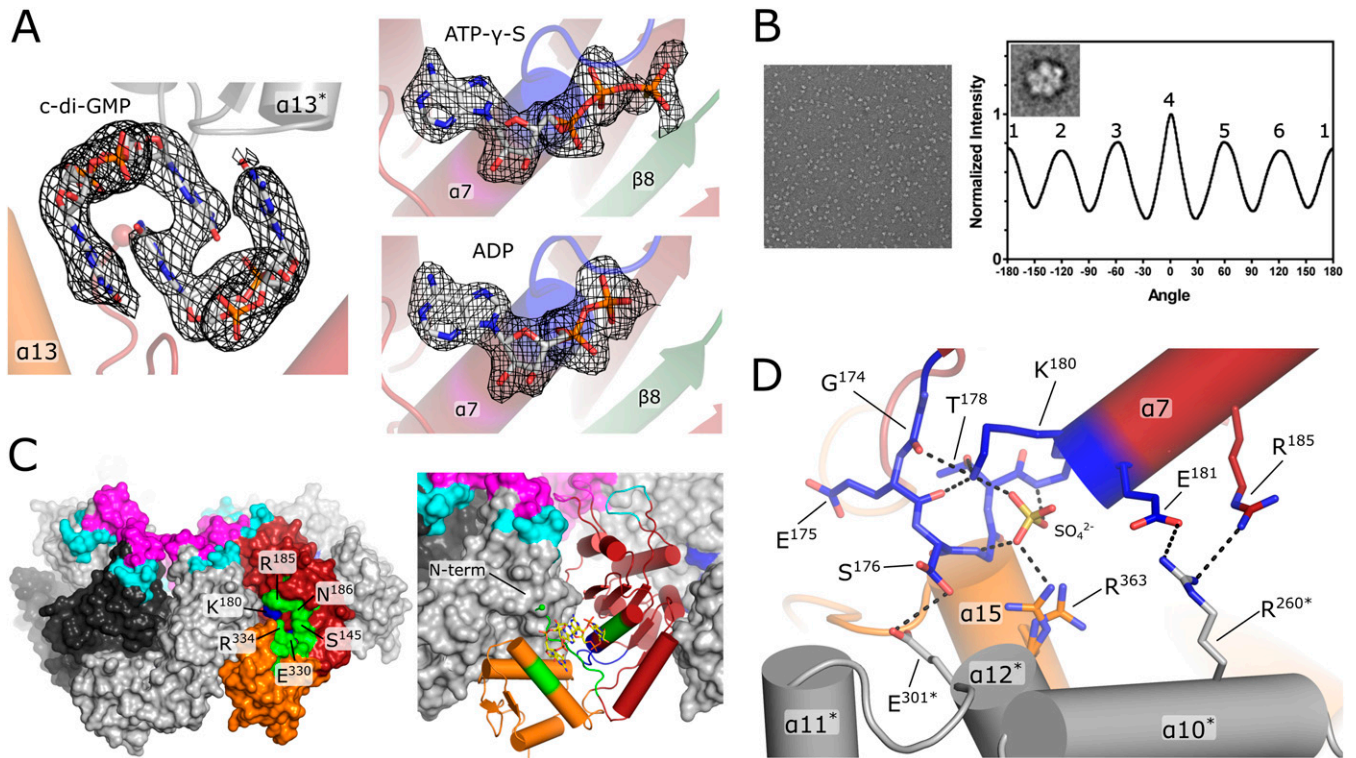 A
c-di-GMP
α13*
α13
ATP-γ-S
α7
β8
ADP
α7
β8
B
Normalized Intensity
1
0
1 2 3 4 5 6 1
-180 -150 -120 -90 -60 -30 0 30 60 90 120 150 180
Angle
C
R¹⁸⁵
K¹⁸⁰
N¹⁸⁶
R³³⁴
S¹⁴⁵
E³³⁰
N-term
D
G¹⁷⁴
T¹⁷⁸
K¹⁸⁰
α7
R¹⁸⁵
E¹⁸¹
E¹⁷⁵
SO₄²⁻
S¹⁷⁶
α15
R³⁶³
R²⁶⁰*
E³⁰¹*
α12*
α11*
α10*